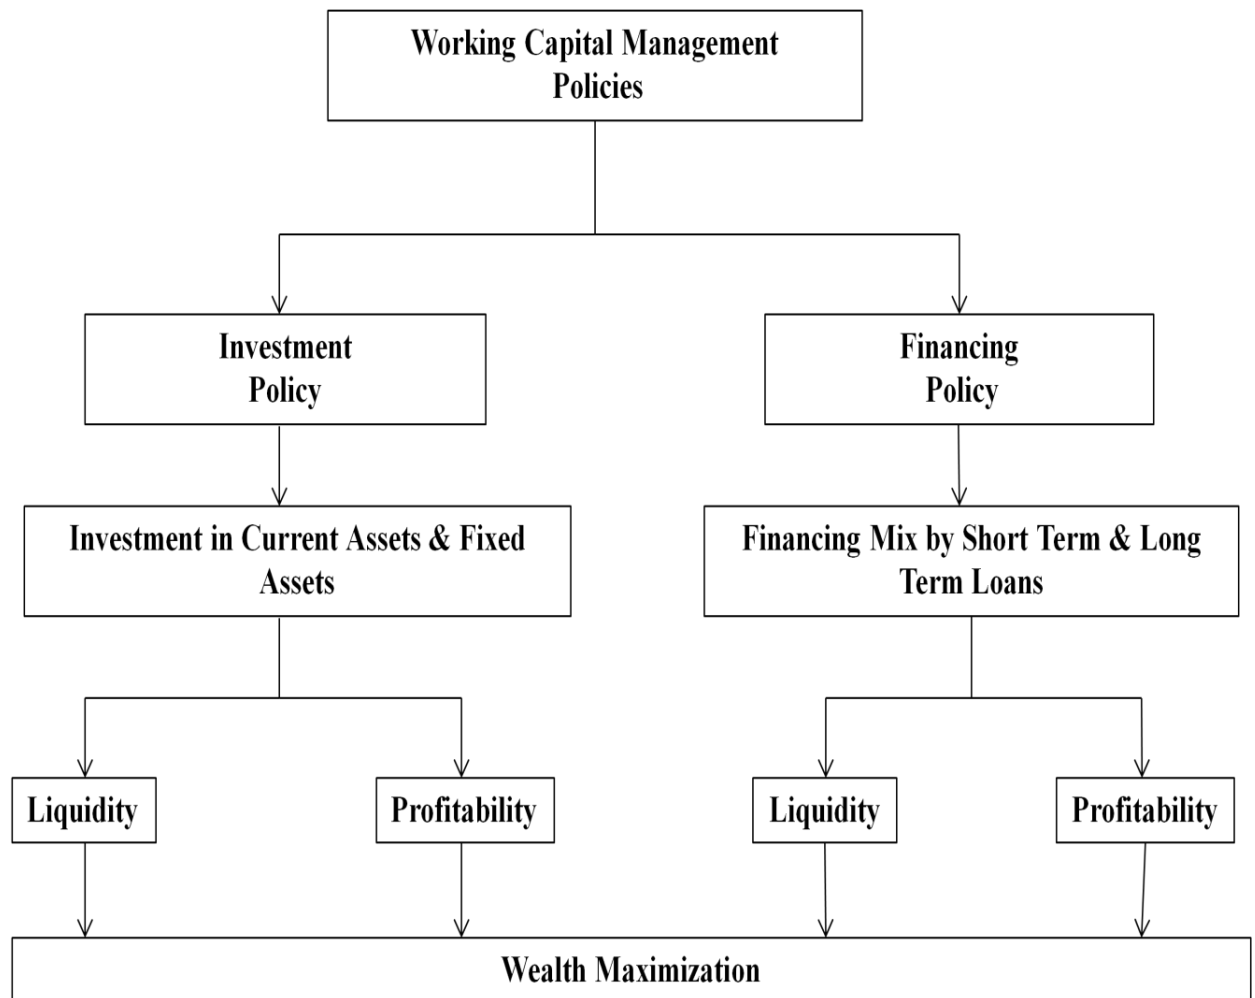 Working Capital Management
Policies
Investment
Policy
Financing
Policy
Investment in Current Assets & Fixed
Assets
Financing Mix by Short Term & Long
Term Loans
Liquidity
Profitability
Liquidity
Profitability
Wealth Maximization